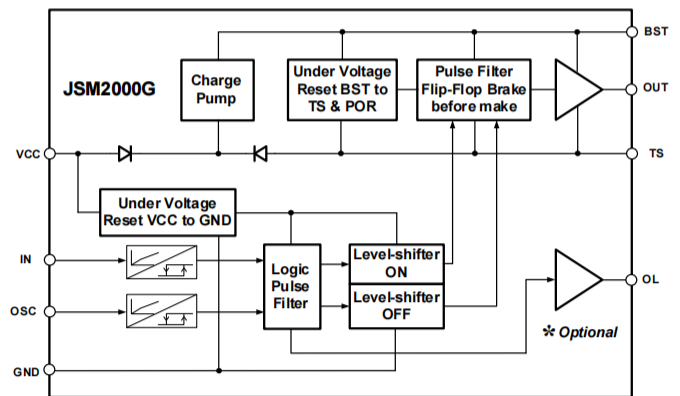 BST
JSM2000G
Charge
Pump
Under Voltage
Reset BST to
TS & POR
Pulse Filter
Flip-Flop Brake
before make
OUT
VCC
TS
Under Voltage
Reset VCC to GND
IN
Logic
Pulse
Filter
Level-shifter
ON
OL
OSC
Level-shifter
OFF
* Optional
GND